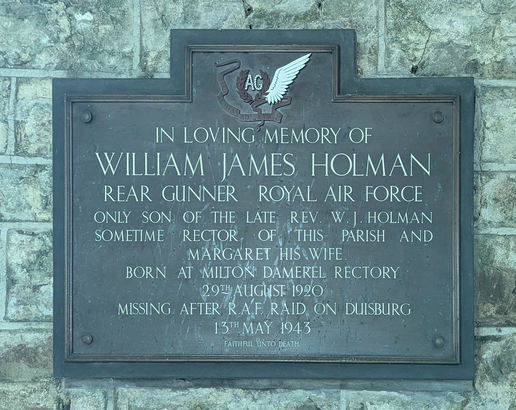 AG
IN LOVING MEMORY OF
WILLIAM JAMES HOLMAN
REAR GUNNER ROYAL AIR FORCE
ONLY SON OF THE LATE REV. W. J. HOLMAN
SOMETIME RECTOR OF THIS PARISH AND
MARGARET HIS WIFE
BORN AT MILTON DAMEREL RECTORY
29TH AUGUST 1920
MISSING AFTER R.A.F. RAID ON DUISBURG
13TH MAY 1943
FAITHFUL UNTO DEATH